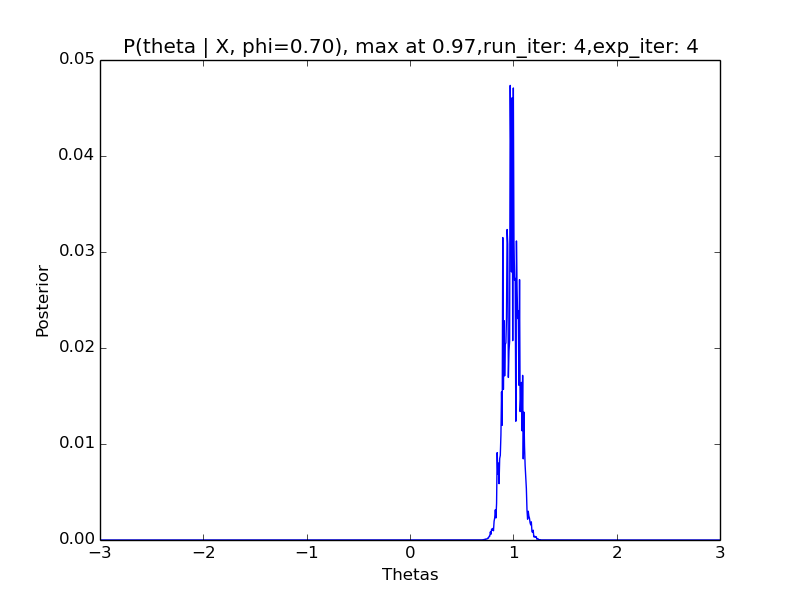 P(theta | X, phi=0.70), max at 0.97,run_iter: 4,exp_iter: 4
0.05
0.04
0.03
0.02
0.01
0.00
Posterior
−3 −2 −1 0 1 2 3
Thetas